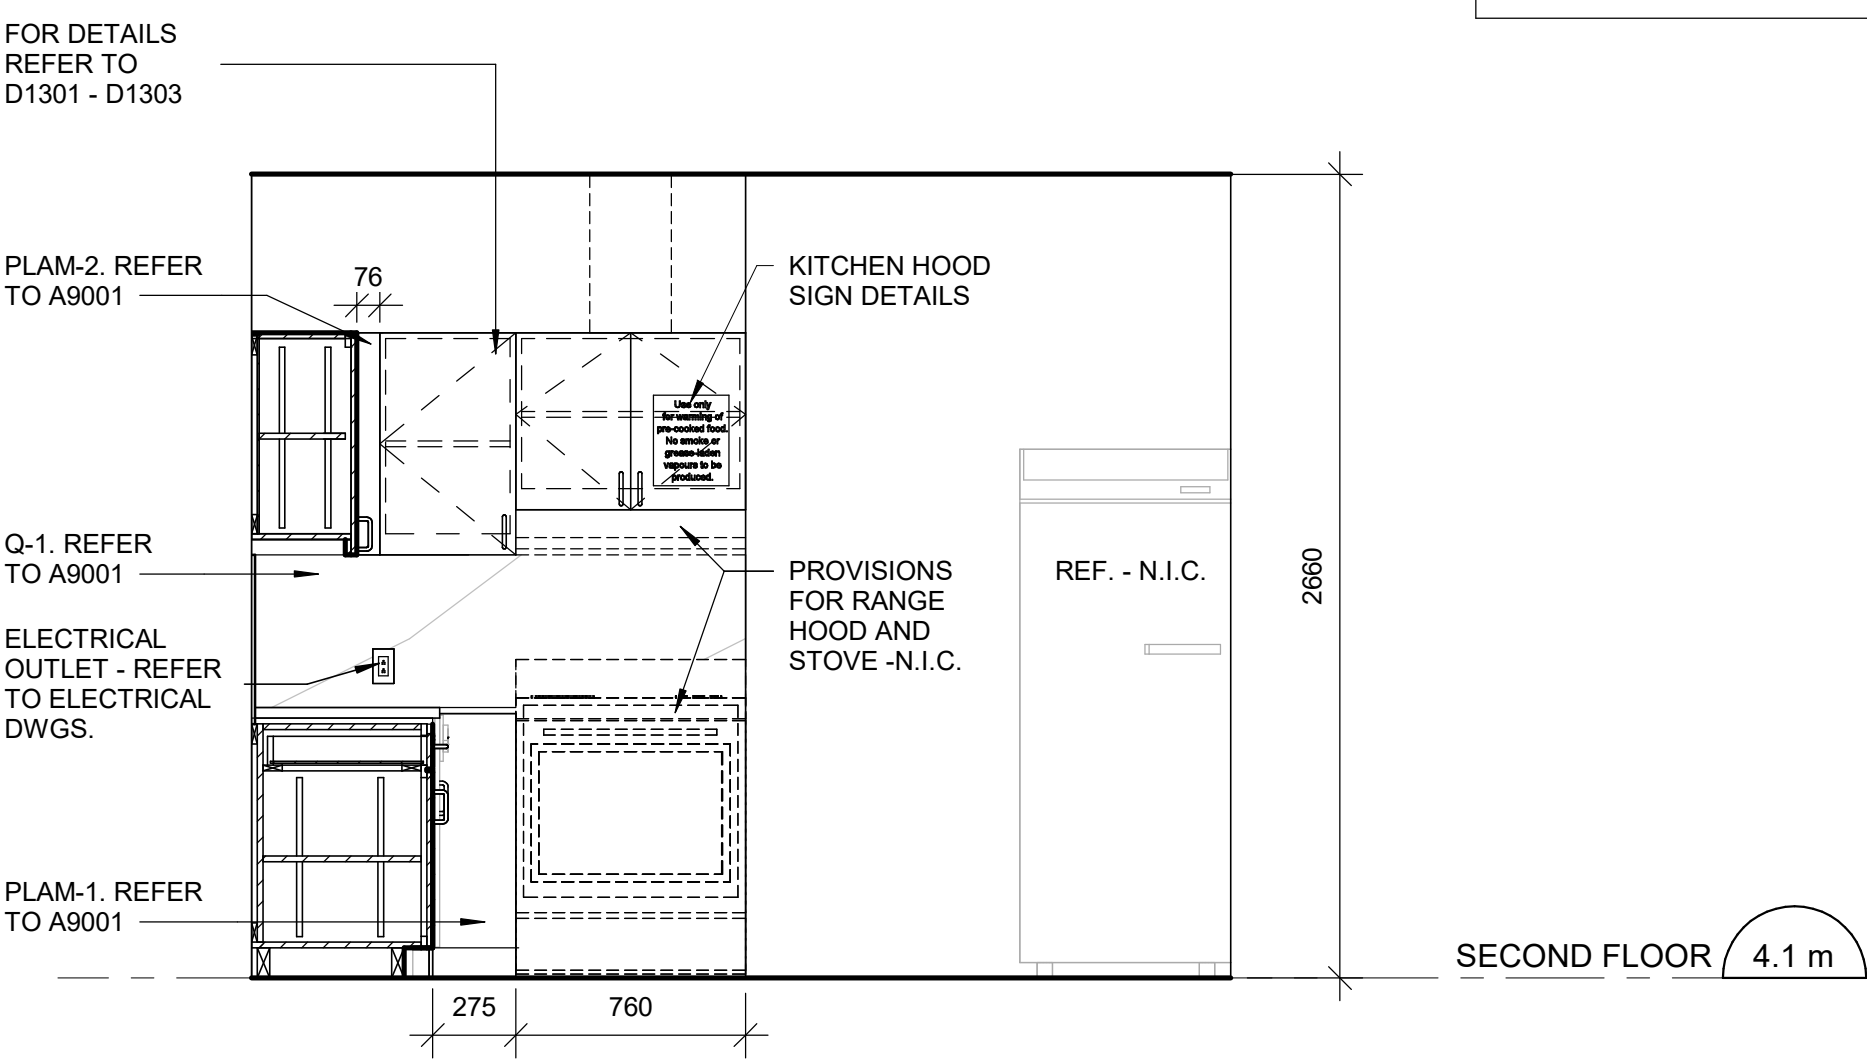 FOR DETAILS
REFER TO
D1301 - D1303
PLAM-2. REFER
TO A9001
76
KITCHEN HOOD
SIGN DETAILS
Use only
for warming of
pre-cooked food.
No smoke or
grease-laden
vapours to be
produced.
Q-1. REFER
TO A9001
PROVISIONS
FOR RANGE
HOOD AND
STOVE -N.I.C.
REF. - N.I.C.
2660
ELECTRICAL
OUTLET - REFER
TO ELECTRICAL
DWGS.
PLAM-1. REFER
TO A9001
SECOND FLOOR
4.1 m
275
760